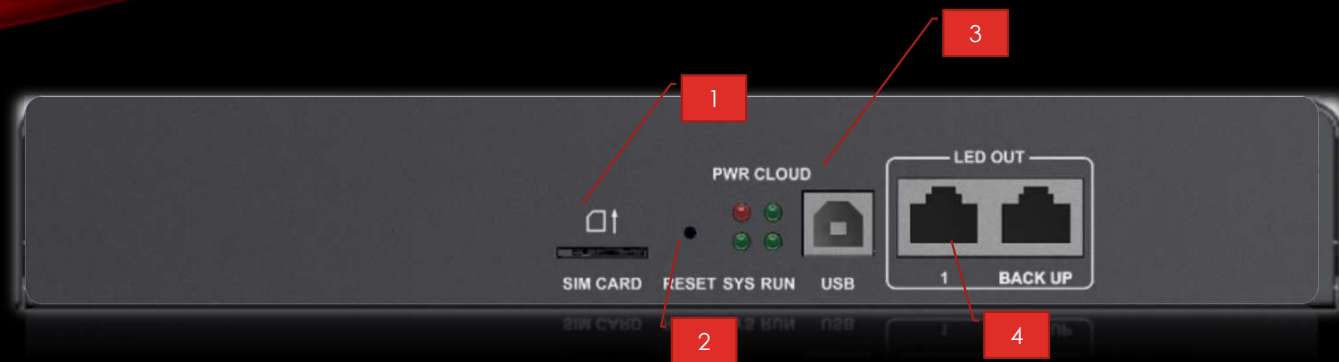 3
1
LED OUT
PWR CLOUD
SIM CARD RESET SYS RUN USB 1 BACK UP
2
4